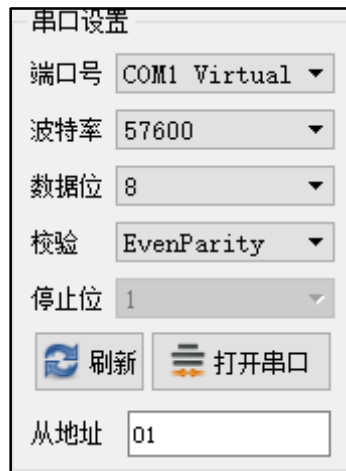 串口设置
端口号 COM1 Virtual
波特率 57600
数据位 8
校验 EvenParity
停止位 1
刷新 打开串口
从地址 01